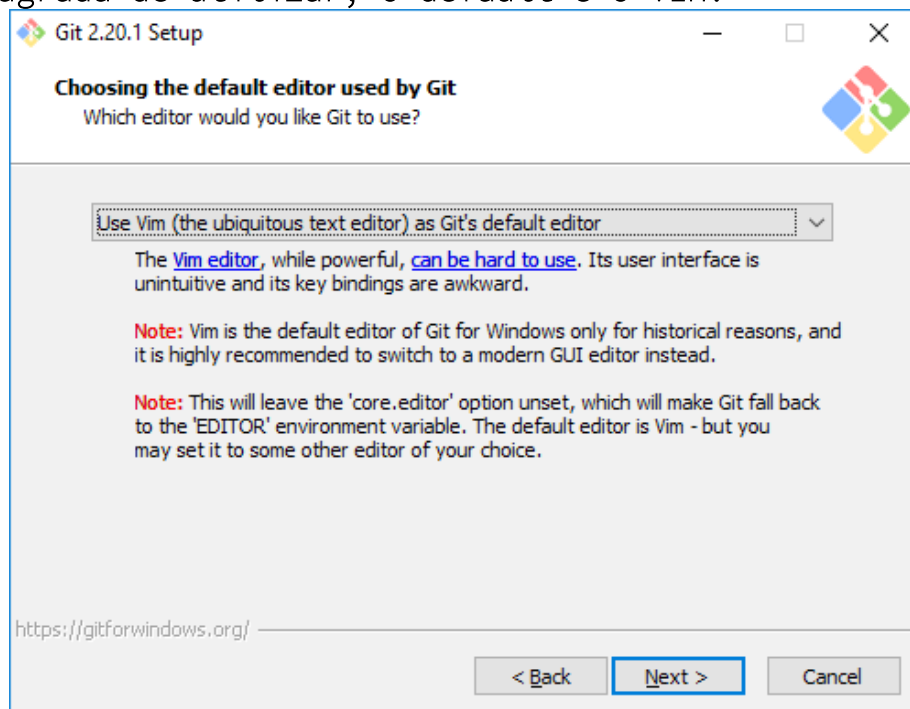 Git 2.20.1 Setup
Choosing the default editor used by Git
Which editor would you like Git to use?
Use Vim (the ubiquitous text editor) as Git's default editor
The Vim editor, while powerful, can be hard to use. Its user interface is
unintuitive and its key bindings are awkward.
Note: Vim is the default editor of Git for Windows only for historical reasons, and
it is highly recommended to switch to a modern GUI editor instead.
Note: This will leave the 'core.editor' option unset, which will make Git fall back
to the 'EDITOR' environment variable. The default editor is Vim - but you
may set it to some other editor of your choice.
https://gitforwindows.org/
< Back Next > Cancel